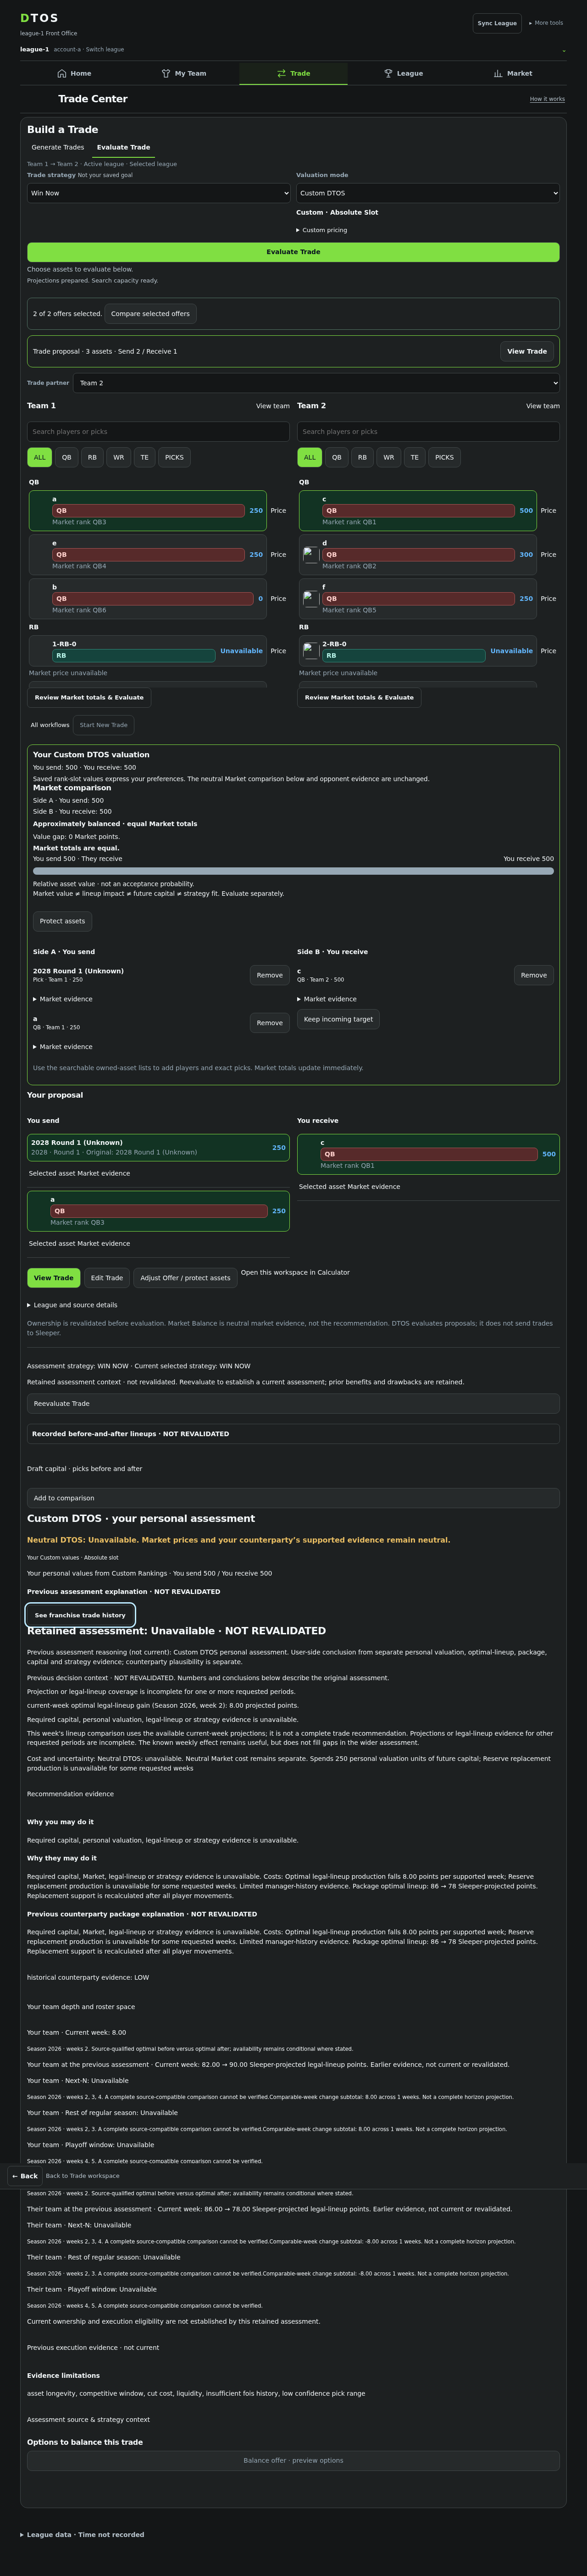 DTOS
league-1 Front Office
Sync League
▸ More tools
league-1 account-a · Switch league
Home
My Team
Trade
League
Market
Trade Center
How it works
Build a Trade
Generate Trades
Evaluate Trade
Team 1 → Team 2 · Active league · Selected league
Trade strategy Not your saved goal
Valuation mode
Win Now
Custom DTOS
Custom · Absolute Slot
▸ Custom pricing
Evaluate Trade
Choose assets to evaluate below.
Projections prepared. Search capacity ready.
2 of 2 offers selected. Compare selected offers
Trade proposal · 3 assets · Send 2 / Receive 1
View Trade
Trade partner Team 2
Team 1
View team
Team 2
View team
Search players or picks
Search players or picks
ALL QB RB WR TE PICKS
ALL QB RB WR TE PICKS
QB
QB
a
QB 250 Price
Market rank QB3
c
QB 500 Price
Market rank QB1
e
QB 250 Price
Market rank QB4
d
QB 300 Price
Market rank QB2
b
QB 0 Price
Market rank QB6
f
QB 250 Price
Market rank QB5
RB
RB
1-RB-0
RB Unavailable Price
Market price unavailable
2-RB-0
RB Unavailable Price
Market price unavailable
Review Market totals & Evaluate
Review Market totals & Evaluate
All workflows Start New Trade
Your Custom DTOS valuation
You send: 500 · You receive: 500
Saved rank-slot values express your preferences. The neutral Market comparison below and opponent evidence are unchanged.
Market comparison
Side A · You send: 500
Side B · You receive: 500
Approximately balanced · equal Market totals
Value gap: 0 Market points.
Market totals are equal.
You send 500 · They receive
You receive 500
Relative asset value · not an acceptance probability.
Market value ≠ lineup impact ≠ future capital ≠ strategy fit. Evaluate separately.
Protect assets
Side A · You send
Side B · You receive
2028 Round 1 (Unknown)
Pick · Team 1 · 250
Remove
c
QB · Team 2 · 500
Remove
▸ Market evidence
▸ Market evidence
a
QB · Team 1 · 250
Remove
Keep incoming target
▸ Market evidence
Use the searchable owned-asset lists to add players and exact picks. Market totals update immediately.
Your proposal
You send
You receive
2028 Round 1 (Unknown)
2028 · Round 1 · Original: 2028 Round 1 (Unknown)
250
c
QB 500
Market rank QB1
Selected asset Market evidence
Selected asset Market evidence
a
QB 250
Market rank QB3
Selected asset Market evidence
View Trade
Edit Trade
Adjust Offer / protect assets
Open this workspace in Calculator
▸ League and source details
Ownership is revalidated before evaluation. Market Balance is neutral market evidence, not the recommendation. DTOS evaluates proposals; it does not send trades
to Sleeper.
Assessment strategy: WIN NOW · Current selected strategy: WIN NOW
Retained assessment context · not revalidated. Reevaluate to establish a current assessment; prior benefits and drawbacks are retained.
Reevaluate Trade
Recorded before-and-after lineups · NOT REVALIDATED
Draft capital · picks before and after
Add to comparison
Custom DTOS · your personal assessment
Neutral DTOS: Unavailable. Market prices and your counterparty’s supported evidence remain neutral.
Your Custom values · Absolute slot
Your personal values from Custom Rankings · You send 500 / You receive 500
Previous assessment explanation · NOT REVALIDATED
See franchise trade history
Retained assessment: Unavailable · NOT REVALIDATED
Previous assessment reasoning (not current): Custom DTOS personal assessment. User-side conclusion from separate personal valuation, optimal-lineup, package,
capital and strategy evidence; counterparty plausibility is separate.
Previous decision context · NOT REVALIDATED. Numbers and conclusions below describe the original assessment.
Projection or legal-lineup coverage is incomplete for one or more requested periods.
current-week optimal legal-lineup gain (Season 2026, week 2): 8.00 projected points.
Required capital, personal valuation, legal-lineup or strategy evidence is unavailable.
This week’s lineup comparison uses the available current-week projections; it is not a complete trade recommendation. Projections or legal-lineup evidence for other
requested periods are incomplete. The known weekly effect remains useful, but does not fill gaps in the wider assessment.
Cost and uncertainty: Neutral DTOS: unavailable. Neutral Market cost remains separate. Spends 250 personal valuation units of future capital; Reserve replacement
production is unavailable for some requested weeks
Recommendation evidence
Why you may do it
Required capital, personal valuation, legal-lineup or strategy evidence is unavailable.
Why they may do it
Required capital, Market, legal-lineup or strategy evidence is unavailable. Costs: Optimal legal-lineup production falls 8.00 points per supported week; Reserve
replacement production is unavailable for some requested weeks. Limited manager-history evidence. Package optimal lineup: 86 → 78 Sleeper-projected points.
Replacement support is recalculated after all player movements.
Previous counterparty package explanation · NOT REVALIDATED
Required capital, Market, legal-lineup or strategy evidence is unavailable. Costs: Optimal legal-lineup production falls 8.00 points per supported week; Reserve
replacement production is unavailable for some requested weeks. Limited manager-history evidence. Package optimal lineup: 86 → 78 Sleeper-projected points.
Replacement support is recalculated after all player movements.
historical counterparty evidence: LOW
Your team depth and roster space
Your team · Current week: 8.00
Season 2026 · weeks 2. Source-qualified optimal before versus optimal after; availability remains conditional where stated.
Your team at the previous assessment · Current week: 82.00 → 90.00 Sleeper-projected legal-lineup points. Earlier evidence, not current or revalidated.
Your team · Next-N: Unavailable
Season 2026 · weeks 2, 3, 4. A complete source-compatible comparison cannot be verified.Comparable-week change subtotal: 8.00 across 1 weeks. Not a complete horizon projection.
Your team · Rest of regular season: Unavailable
Season 2026 · weeks 2, 3. A complete source-compatible comparison cannot be verified.Comparable-week change subtotal: 8.00 across 1 weeks. Not a complete horizon projection.
Your team · Playoff window: Unavailable
Season 2026 · weeks 4, 5. A complete source-compatible comparison cannot be verified.
← Back Back to Trade workspace
Season 2026 · weeks 2. Source-qualified optimal before versus optimal after; availability remains conditional where stated.
Their team at the previous assessment · Current week: 86.00 → 78.00 Sleeper-projected legal-lineup points. Earlier evidence, not current or revalidated.
Their team · Next-N: Unavailable
Season 2026 · weeks 2, 3, 4. A complete source-compatible comparison cannot be verified.Comparable-week change subtotal: -8.00 across 1 weeks. Not a complete horizon projection.
Their team · Rest of regular season: Unavailable
Season 2026 · weeks 2, 3. A complete source-compatible comparison cannot be verified.Comparable-week change subtotal: -8.00 across 1 weeks. Not a complete horizon projection.
Their team · Playoff window: Unavailable
Season 2026 · weeks 4, 5. A complete source-compatible comparison cannot be verified.
Current ownership and execution eligibility are not established by this retained assessment.
Previous execution evidence · not current
Evidence limitations
asset longevity, competitive window, cut cost, liquidity, insufficient fois history, low confidence pick range
Assessment source & strategy context
Options to balance this trade
Balance offer · preview options
▸ League data · Time not recorded